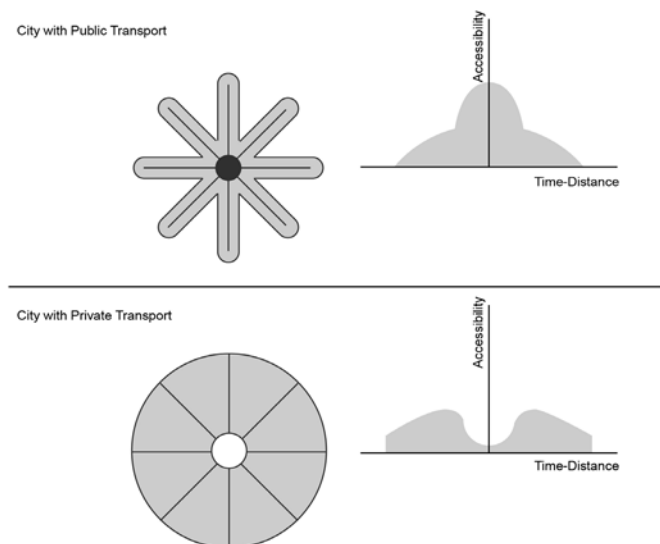 City with Public Transport
Accessibility
Time-Distance
City with Private Transport
Accessibility
Time-Distance